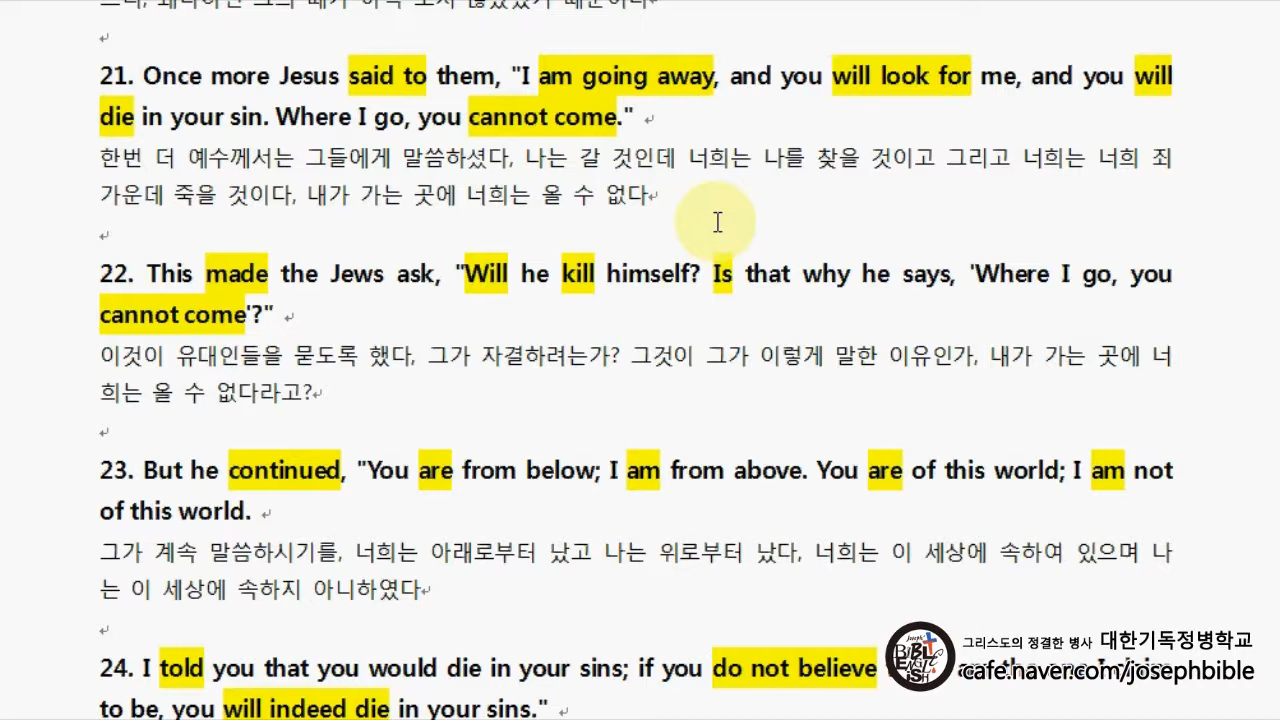 21. Once more Jesus said to them, "I am going away, and you will look for me, and you will
die in your sin. Where I go, you cannot come."
한번 더 예수께서는 그들에게 말씀하셨다, 나는 갈 것인데 너희는 나를 찾을 것이고 그리고 너희는 너희 죄
가운데 죽을 것이다, 내가 가는 곳에 너희는 올 수 없다
22. This made the Jews ask, "Will he kill himself? Is that why he says, 'Where I go, you
cannot come'?"
이것이 유대인들을 묻도록 했다, 그가 자결하려는가? 그것이 그가 이렇게 말한 이유인가, 내가 가는 곳에 너
희는 올 수 없다라고?
23. But he continued, "You are from below; I am from above. You are of this world; I am not
of this world.
그가 계속 말씀하시기를, 너희는 아래로부터 났고 나는 위로부터 났다, 너희는 이 세상에 속하여 있으며 나
는 이 세상에 속하지 아니하였다
그리스도의 정결한 병사 대한기독정병학교
24. I told you that you would die in your sins; if you do not believe
cafe.naver.com/josephbible
to be, you will indeed die in your sins."